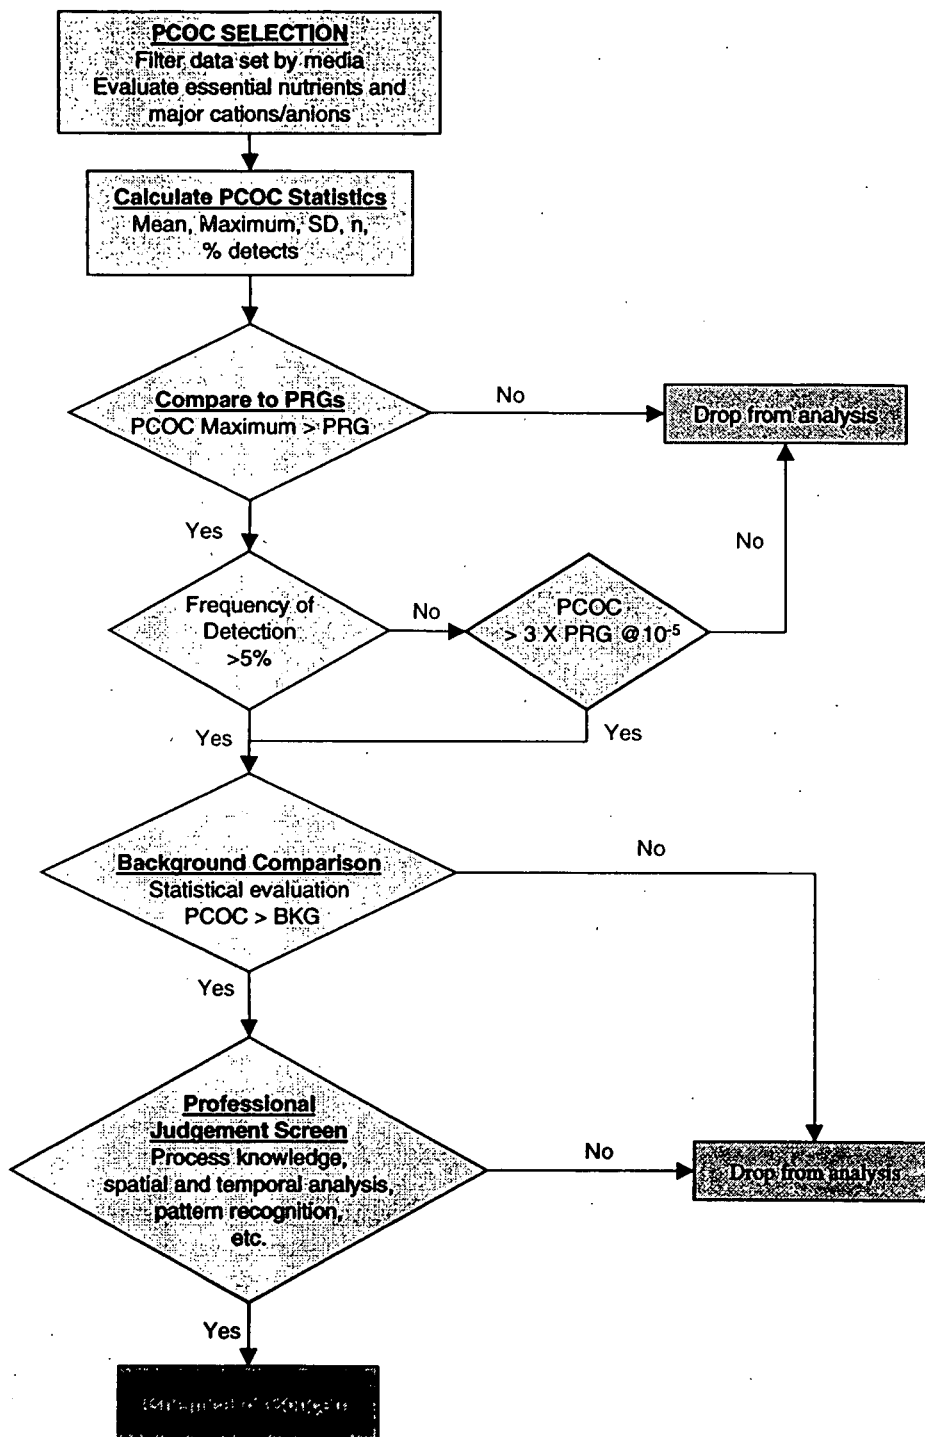 PCOC SELECTION
Filter data set by media
Evaluate essential nutrients and
major cations/anions
Calculate PCOC Statistics
Mean, Maximum, SD, n,
% detects
Compare to PRGs
PCOC Maximum > PRG
No
Drop from analysis
Yes
No
Frequency of
Detection
>5%
No
PCOC
> 3 X PRG @10⁻⁵
Yes
Yes
Background Comparison
Statistical evaluation
PCOC > BKG
No
Yes
Professional
Judgement Screen
Process knowledge,
spatial and temporal analysis,
pattern recognition,
etc.
No
Drop from analysis
Yes
of